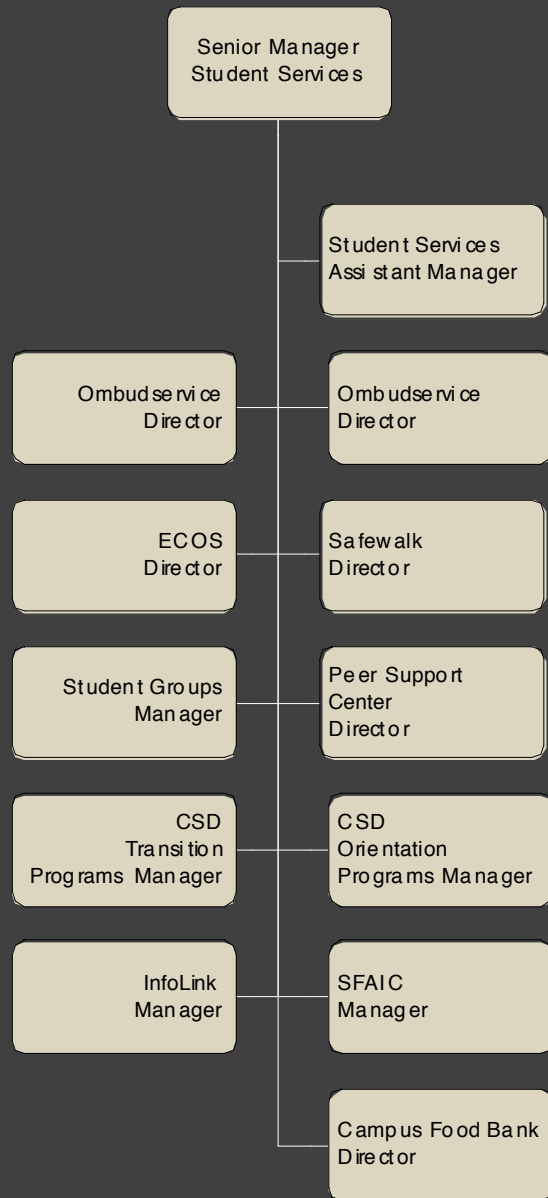 Senior Manager
Student Services
Student Services
Assistant Manager
Ombudservice
Director
Ombudservice
Director
ECOS
Director
Safewalk
Director
Student Groups
Manager
Peer Support
Center
Director
CSD
Transition
Programs Manager
CSD
Orientation
Programs Manager
InfoLink
Manager
SFAIC
Manager
Campus Food Bank
Director